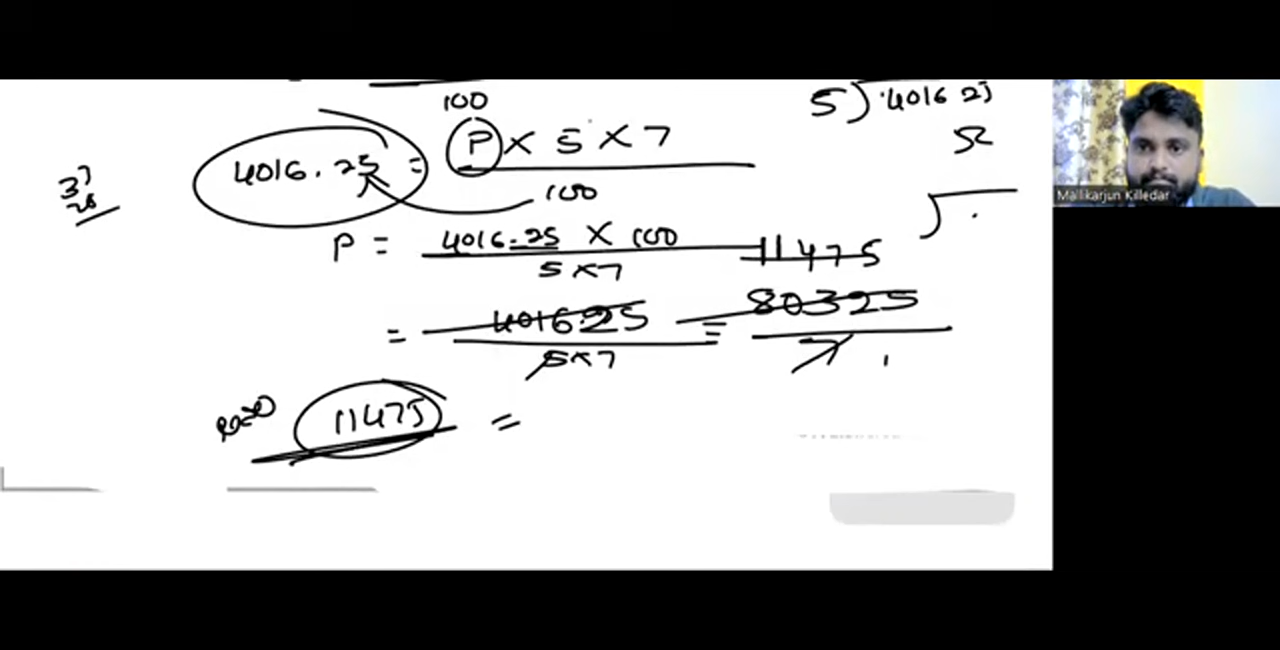 100
5) 4016 25
4016.25 = P × 5 × 7
100
P = 4016.25 × 100
5 × 7
11475
= 401625 = 80325
5×7 7
11475 =
Mallikarjun Killedar